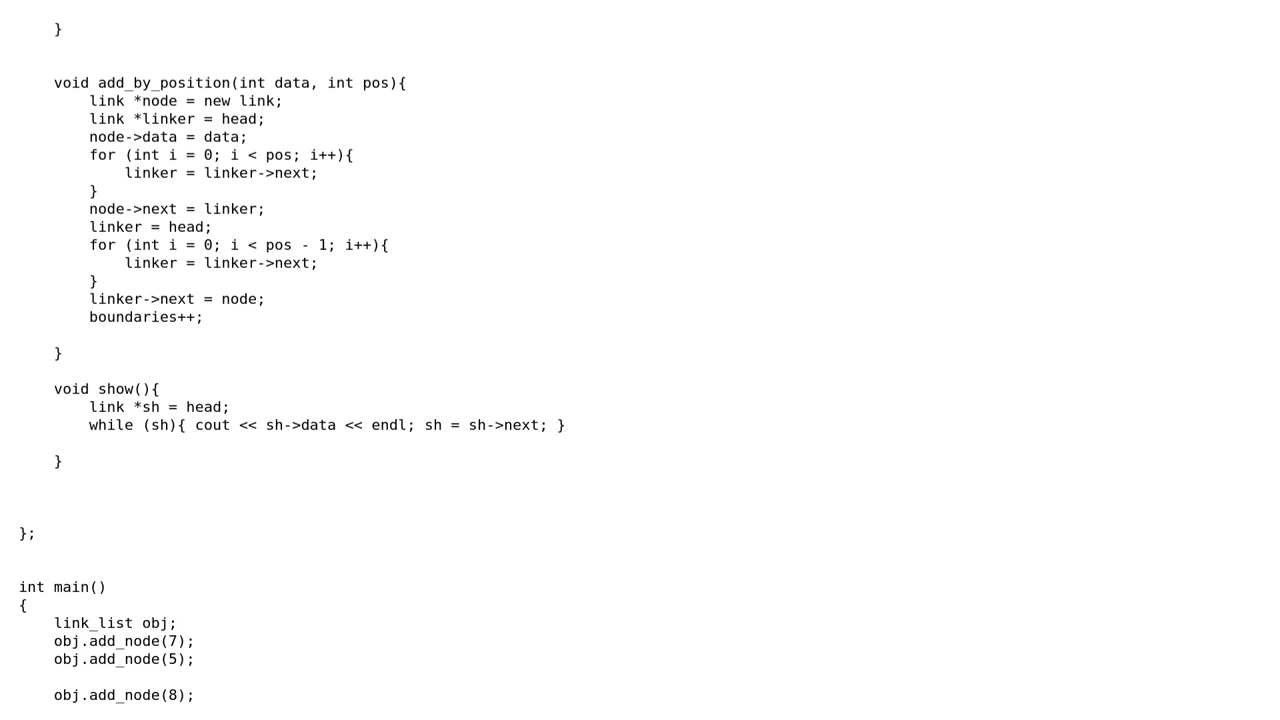 }
    void add_by_position(int data, int pos){
        link *node = new link;
        link *linker = head;
        node->data = data;
        for (int i = 0; i < pos; i++){
            linker = linker->next;
        }
        node->next = linker;
        linker = head;
        for (int i = 0; i < pos - 1; i++){
            linker = linker->next;
        }
        linker->next = node;
        boundaries++;
    }
    void show(){
        link *sh = head;
        while (sh){ cout << sh->data << endl; sh = sh->next; }
    }
};
int main()
{
    link_list obj;
    obj.add_node(7);
    obj.add_node(5);
    obj.add_node(8);